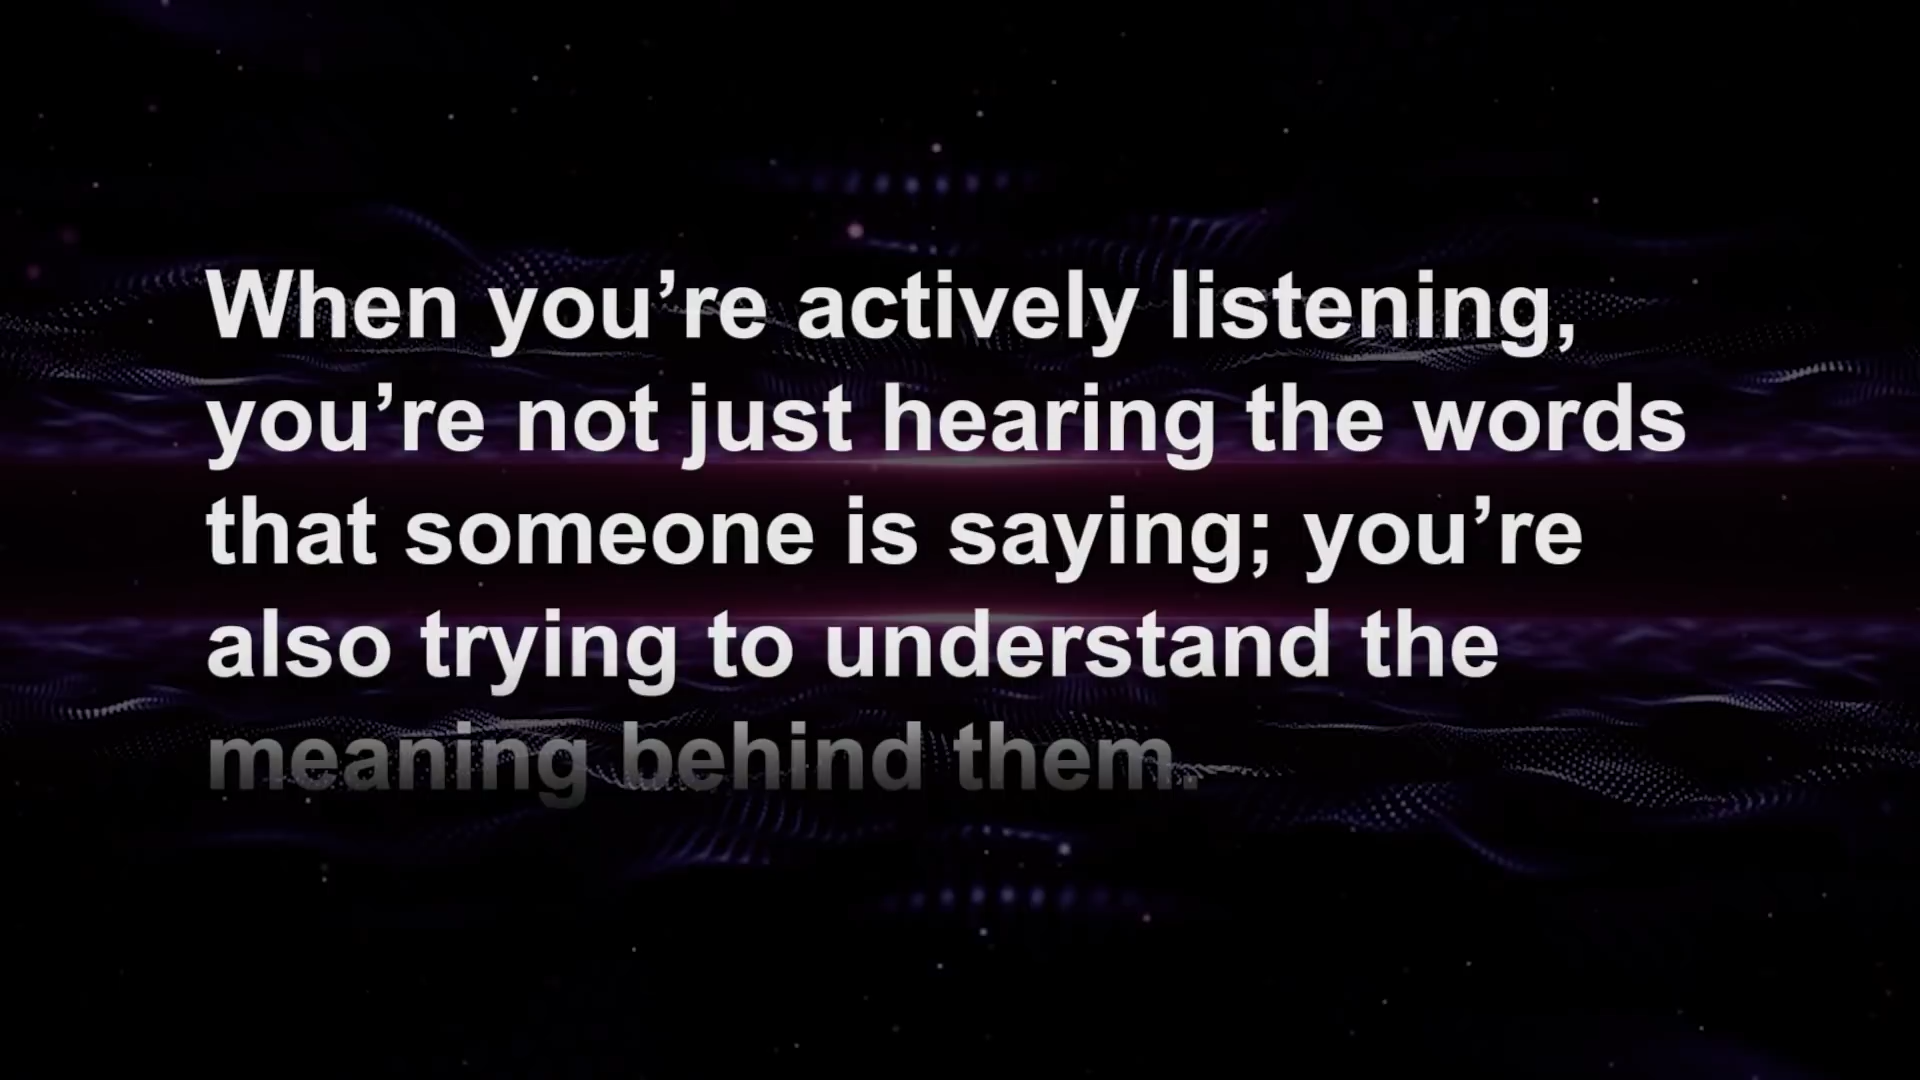 When you’re actively listening,
you’re not just hearing the words
that someone is saying; you’re
also trying to understand the
meaning behind them.